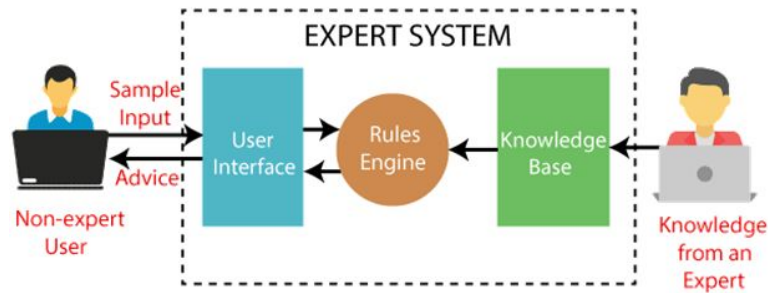 EXPERT SYSTEM
Sample
Input
Advice
Non-expert
User
User
Interface
Rules
Engine
Knowledge
Base
Knowledge
from an
Expert